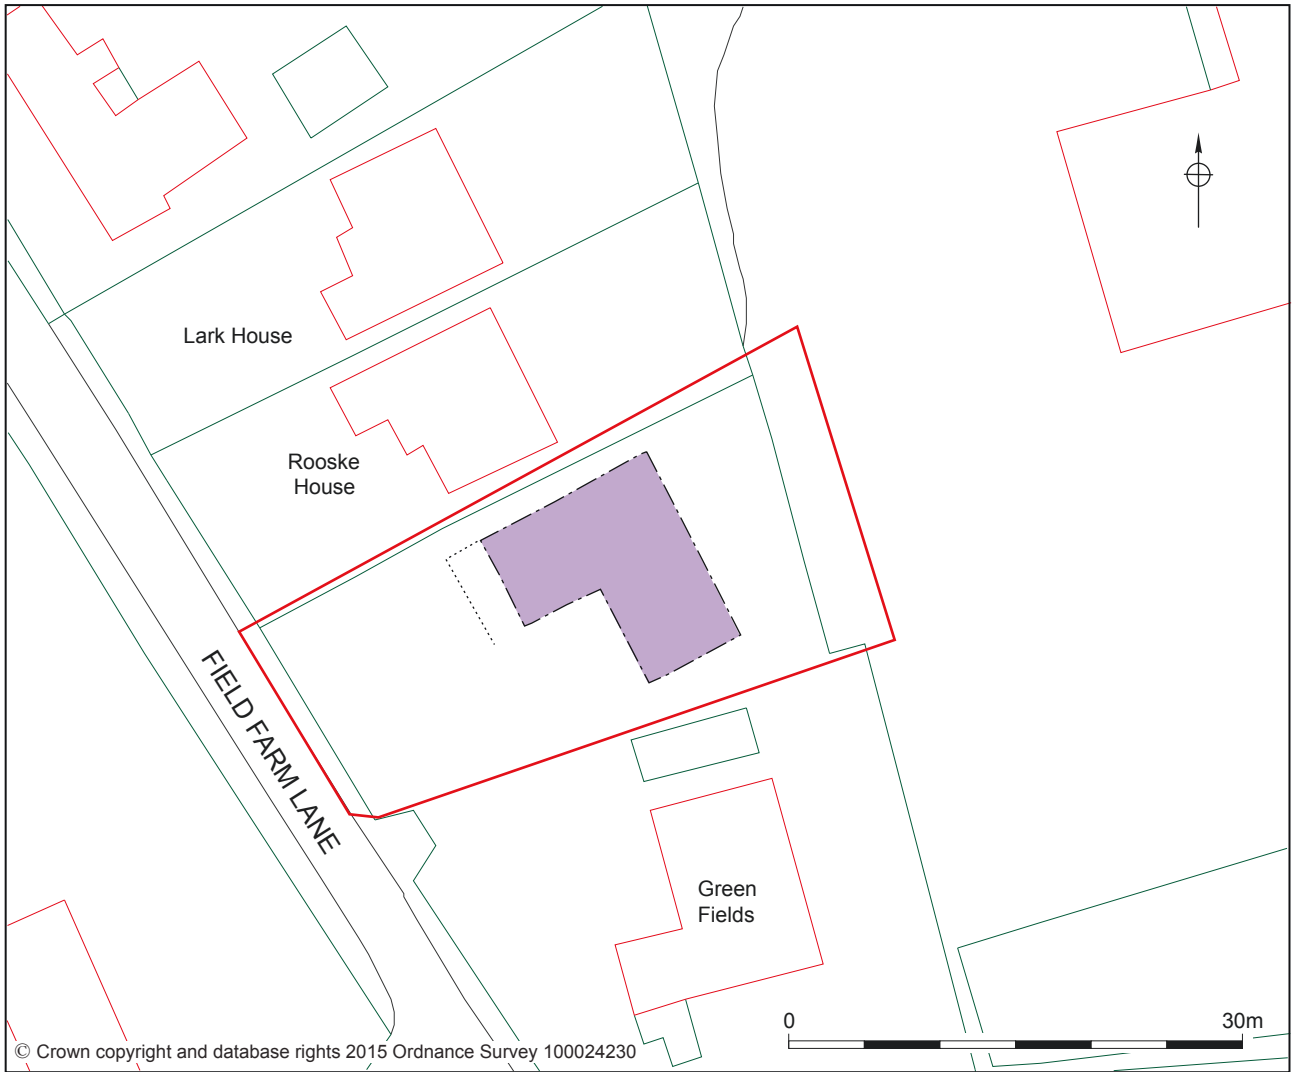 Lark House
Rooske
House
FIELD FARM LANE
Green
Fields
0 30m
© Crown copyright and database rights 2015 Ordnance Survey 100024230